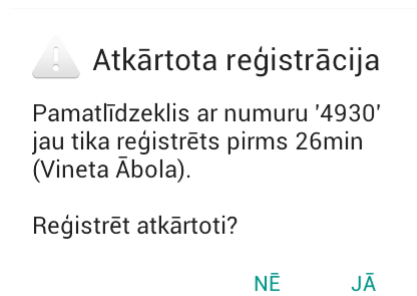 Atkārtota reģistrācija
Pamatlīdzeklis ar numuru '4930'
jau tika reģistrēts pirms 26min
(Vineta Ābola).
Reģistrēt atkārtoti?
NĒ JĀ